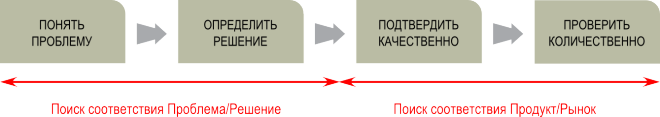 ПОНЯТЬ
ПРОБЛЕМУ
ОПРЕДЕЛИТЬ
РЕШЕНИЕ
ПОДТВЕРДИТЬ
КАЧЕСТВЕННО
ПРОВЕРИТЬ
КОЛИЧЕСТВЕННО
Поиск соответствия Проблема/Решение
Поиск соответствия Продукт/Рынок